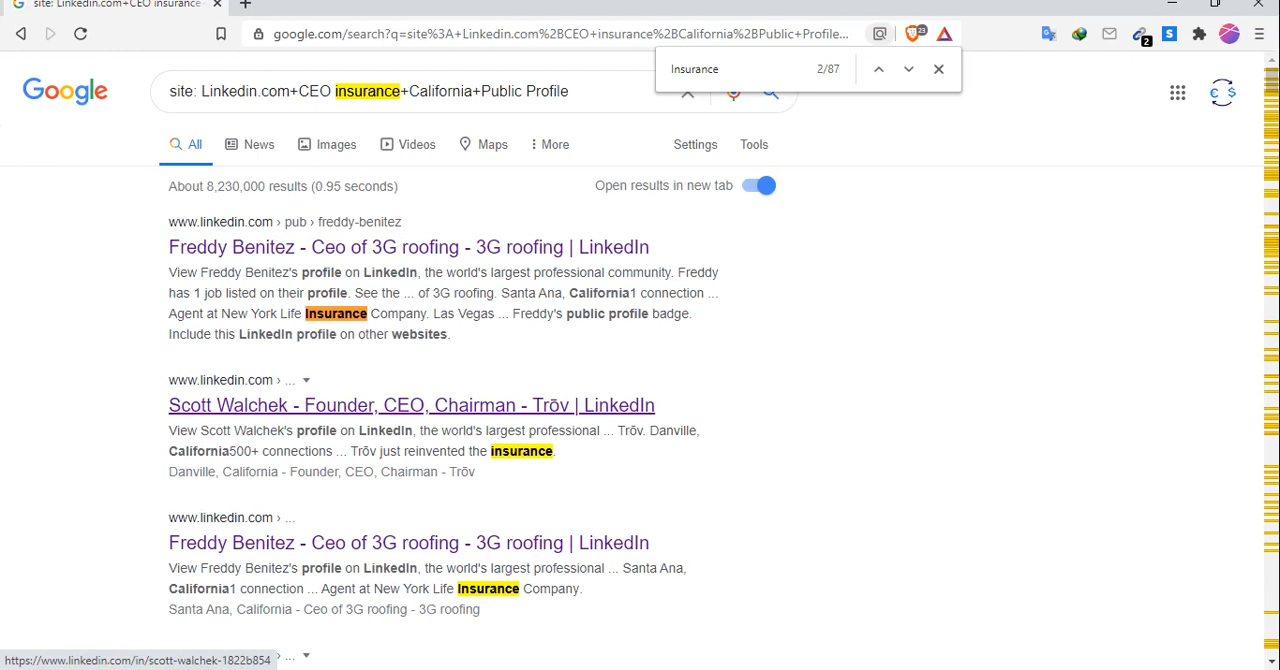 site: Linkedin.com+CEO insurance
google.com/search?q=site%3A+Linkedin.com%2BCEO+insurance%2BCalifornia%2BPublic+Profile...
23
2
Insurance 2/87
Google
site: Linkedin.com+CEO insurance+California+Public Profile
All News Images Videos Maps More Settings Tools
About 8,230,000 results (0.95 seconds) Open results in new tab
www.linkedin.com › pub › freddy-benitez
Freddy Benitez - Ceo of 3G roofing - 3G roofing | LinkedIn
View Freddy Benitez's profile on LinkedIn, the world's largest professional community. Freddy
has 1 job listed on their profile. See the ... of 3G roofing. Santa Ana, California1 connection ...
Agent at New York Life Insurance Company. Las Vegas ... Freddy's public profile badge.
Include this LinkedIn profile on other websites.
www.linkedin.com › ...
Scott Walchek - Founder, CEO, Chairman - Trōv | LinkedIn
View Scott Walchek's profile on LinkedIn, the world's largest professional ... Trōv. Danville,
California500+ connections ... Trōv just reinvented the insurance.
Danville, California - Founder, CEO, Chairman - Trōv
www.linkedin.com › ...
Freddy Benitez - Ceo of 3G roofing - 3G roofing | LinkedIn
View Freddy Benitez's profile on LinkedIn, the world's largest professional ... Santa Ana,
California1 connection ... Agent at New York Life Insurance Company.
Santa Ana, California - Ceo of 3G roofing - 3G roofing
https://www.linkedin.com/in/scott-walchek-1822b854 › ...